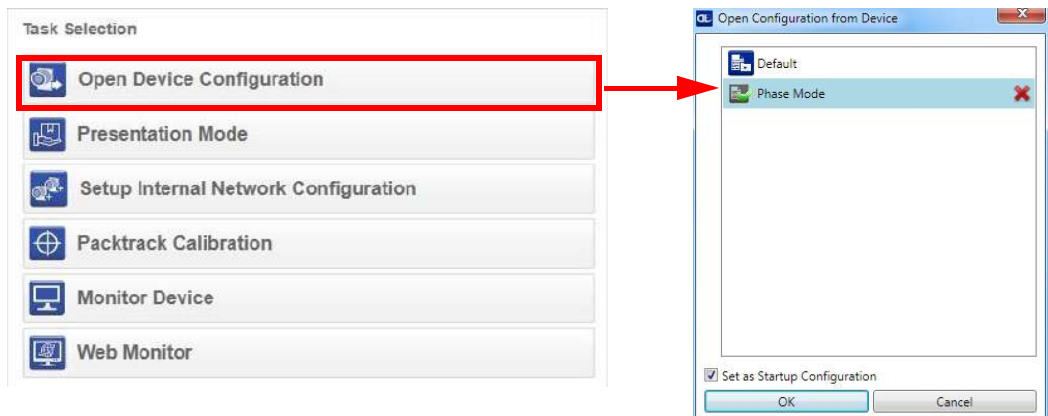 Task Selection
Open Device Configuration
Presentation Mode
Setup Internal Network Configuration
Packtrack Calibration
Monitor Device
Web Monitor
Open Configuration from Device
Default
Phase Mode
Set as Startup Configuration
OK
Cancel